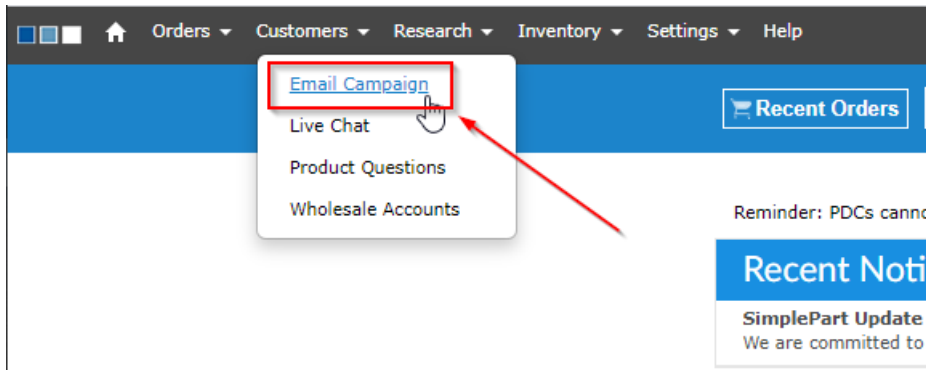 Orders Customers Research Inventory Settings Help
Email Campaign
Live Chat
Product Questions
Wholesale Accounts
Recent Orders
Reminder: PDCs
Recent
SimplePart Update
We are committed to